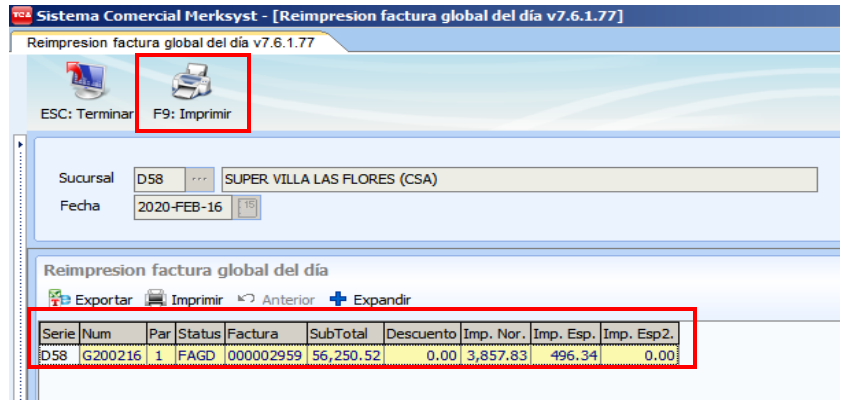 TCA Sistema Comercial Merksyst - [Reimpresion factura global del día v7.6.1.77]
Reimpresion factura global del día v7.6.1.77
ESC: Terminar F9: Imprimir
Sucursal D58 ... SUPER VILLA LAS FLORES (CSA)
Fecha 2020-FEB-16 15
Reimpresion factura global del día
Exportar Imprimir Anterior Expandir
Serie Num Par Status Factura SubTotal Descuento Imp. Nor. Imp. Esp. Imp. Esp2.
D58 G200216 1 FAGD 000002959 56,250.52 0.00 3,857.83 496.34 0.00